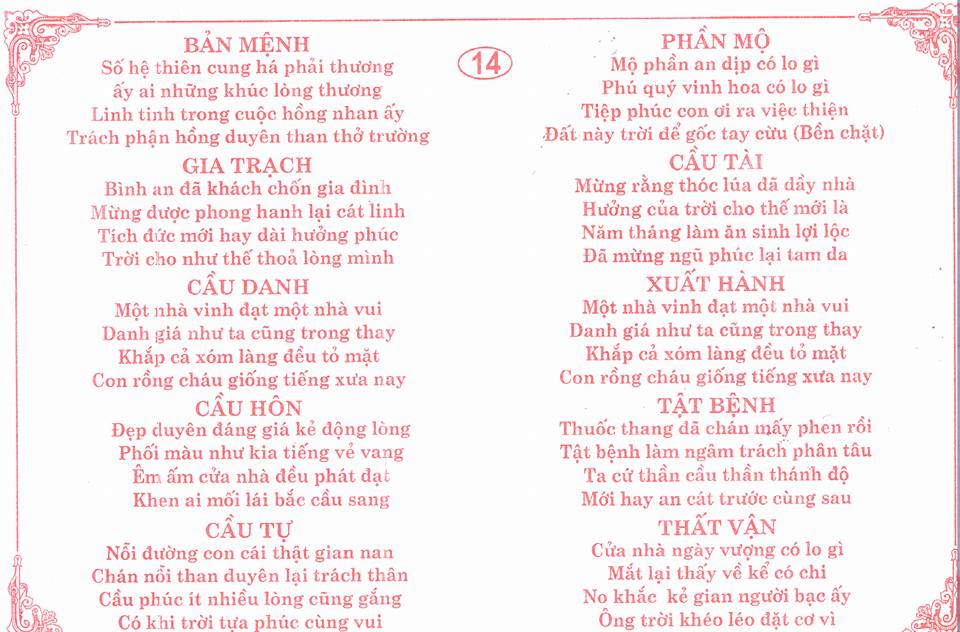 BẢN MỆNH
Số hệ thiên cung há phải thương
ấy ai những khúc lòng thương
Linh tinh trong cuộc hồng nhan ấy
Trách phận hồng duyên than thở trường
GIA TRẠCH
Bình an đã khách chốn gia đình
Mừng được phong hanh lại cát linh
Tích đức mới hay dài hưởng phúc
Trời cho như thế thoả lòng mình
CẦU DANH
Một nhà vinh đạt một nhà vui
Danh giá như ta cũng trong thay
Khắp cả xóm làng đều tỏ mặt
Con rồng cháu giống tiếng xưa nay
CẦU HÔN
Đẹp duyên đáng giá kẻ động lòng
Phối màu như kia tiếng vẻ vang
Êm ấm cửa nhà đều phát đạt
Khen ai mối lái bắc cầu sang
CẦU TỰ
Nỗi đường con cái thật gian nan
Chán nỗi than duyên lại trách thân
Cầu phúc ít nhiều lòng cũng gắng
Có khi trời tựa phúc cùng vui
14
PHẦN MỘ
Mộ phần an dịp có lo gì
Phú quý vinh hoa có lo gì
Tiệp phúc con ơi ra việc thiện
Đất này trời để gốc tay cừu (Bền chặt)
CẦU TÀI
Mừng rằng thóc lúa đã đầy nhà
Hưởng của trời cho thế mới là
Năm tháng làm ăn sinh lợi lộc
Đã mừng ngũ phúc lại tam đa
XUẤT HÀNH
Một nhà vinh đạt một nhà vui
Danh giá như ta cũng trong thay
Khắp cả xóm làng đều tỏ mặt
Con rồng cháu giống tiếng xưa nay
TẬT BỆNH
Thuốc thang đã chán mấy phen rồi
Tật bệnh làm ngâm trách phân tâu
Ta cứ thần cầu thần thánh độ
Mới hay an cát trước cùng sau
THẤT VẬN
Cửa nhà ngày vượng có lo gì
Mắt lại thấy về kể có chi
No khắc kẻ gian người bạc ấy
Ông trời khéo léo đặt cơ vì